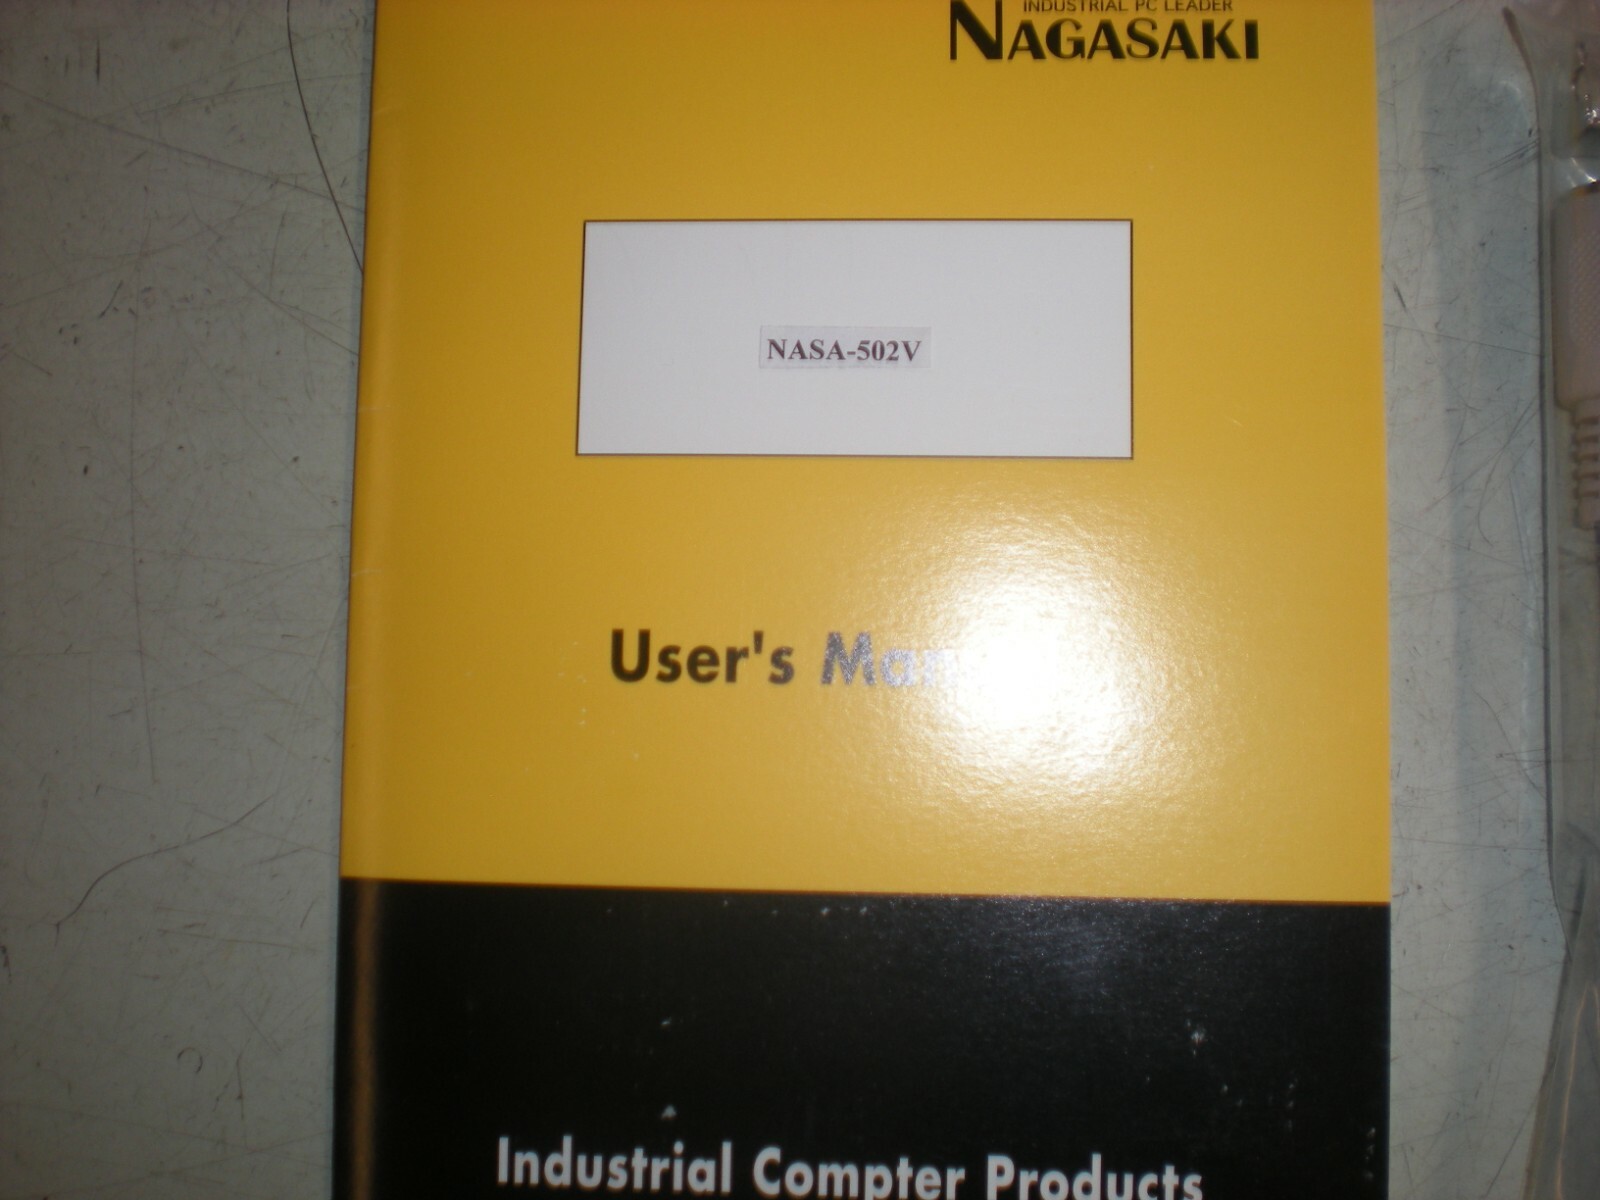 INDUSTRIAL PC LEADER
NAGASAKI
NASA-502V
User's
Industrial Compter Products